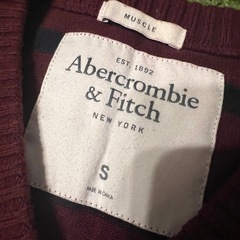 MUSCLE
EST. 1892
Abercrombie
& Fitch
NEW YORK
S
MADE IN CHINA